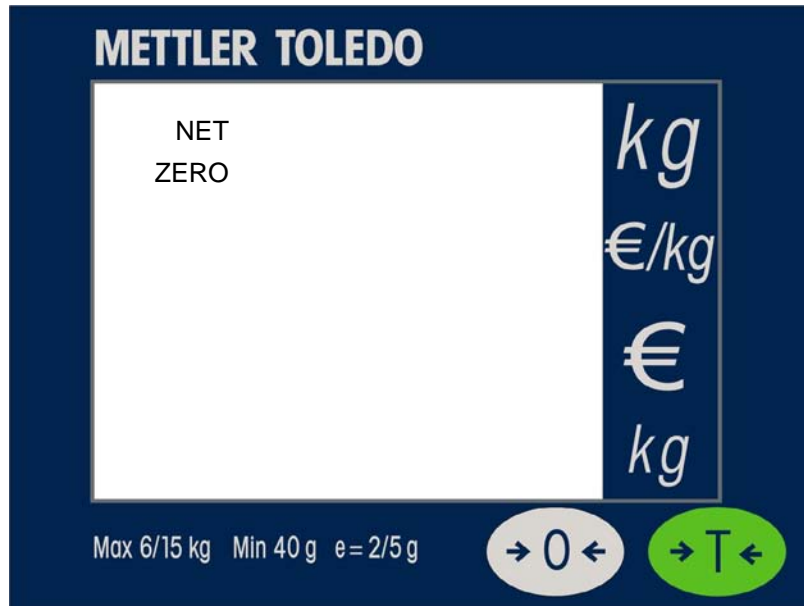 METTLER TOLEDO
NET
ZERO
kg
€/kg
€
kg
Max 6/15 kg Min 40 g e = 2/5 g
→ 0 ←
→ T ←